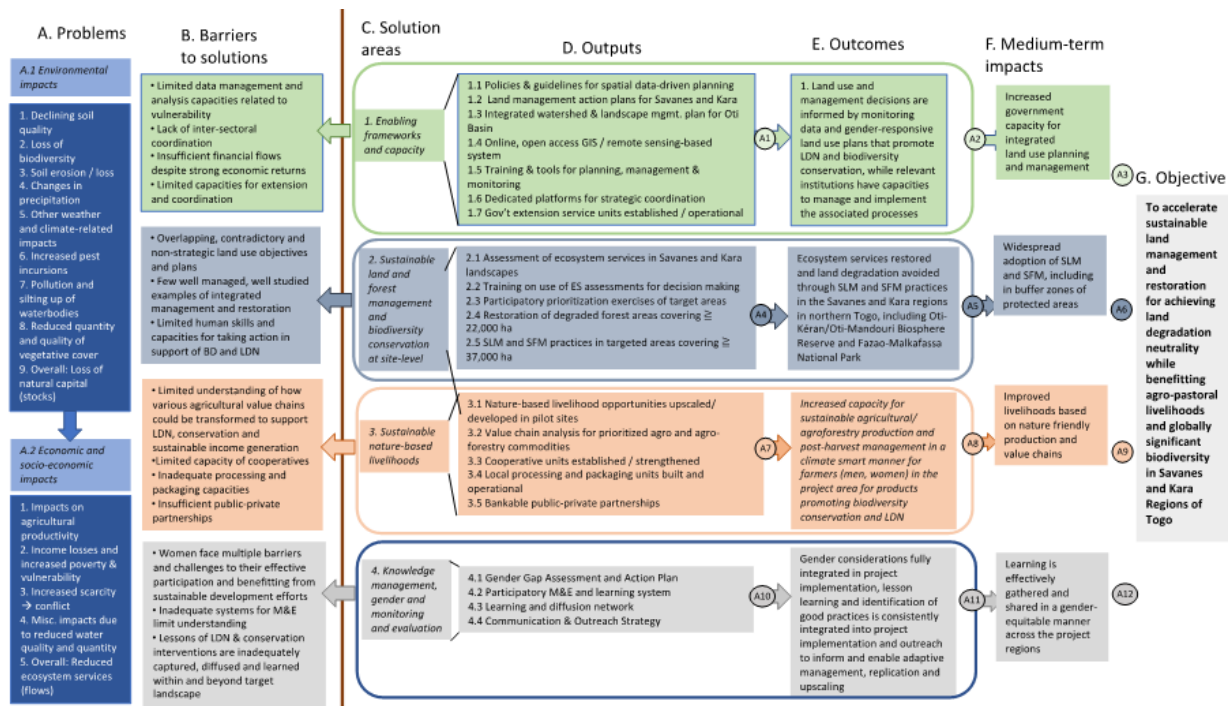 A. Problems
A.1 Environmental
impacts
1. Declining soil
quality
2. Loss of
biodiversity
3. Soil erosion / loss
4. Changes in
precipitation
5. Other weather
and climate-related
impacts
6. Increased pest
incursions
7. Pollution and
silting up of
waterbodies
8. Reduced quantity
and quality of
vegetative cover
9. Overall: Loss of
natural capital
(stocks)
A.2 Economic and
socio-economic
impacts
1. Impacts on
agricultural
productivity
2. Income losses and
increased poverty &
vulnerability
3. Increased scarcity
→ conflict
4. Misc. impacts due
to reduced water
quality and quantity
5. Overall: Reduced
ecosystem services
(flows)
B. Barriers
to solutions
• Limited data management and
analysis capacities related to
vulnerability
• Lack of inter-sectoral
coordination
• Insufficient financial flows
despite strong economic returns
• Limited capacities for extension
and coordination
• Overlapping, contradictory and
non-strategic land use objectives
and plans
• Few well managed, well studied
examples of integrated
management and restoration
• Limited human skills and
capacities for taking action in
support of BD and LDN
• Limited understanding of how
various agricultural value chains
could be transformed to support
LDN, conservation and
sustainable income generation
• Limited capacity of cooperatives
• Inadequate processing and
packaging capacities
• Insufficient public-private
partnerships
• Women face multiple barriers
and challenges to their effective
participation and benefitting from
sustainable development efforts
• Inadequate systems for M&E
limit understanding
• Lessons of LDN & conservation
interventions are inadequately
captured, diffused and learned
within and beyond target
landscape
C. Solution
areas
1. Enabling
frameworks
and capacity
2. Sustainable
land and
forest
management
and
biodiversity
conservation
at site-level
3. Sustainable
nature-based
livelihoods
4. Knowledge
management,
gender and
monitoring
and evaluation
D. Outputs
1.1 Policies & guidelines for spatial data-driven planning
1.2 Land management action plans for Savanes and Kara
1.3 Integrated watershed & landscape mgmt. plan for Oti
Basin
1.4 Online, open access GIS / remote sensing-based
system
1.5 Training & tools for planning, management &
monitoring
1.6 Dedicated platforms for strategic coordination
1.7 Gov't extension service units established / operational
2.1 Assessment of ecosystem services in Savanes and Kara
landscapes
2.2 Training on use of ES assessments for decision making
2.3 Participatory prioritization exercises of target areas
2.4 Restoration of degraded forest areas covering ≧
22,000 ha
2.5 SLM and SFM practices in targeted areas covering ≧
37,000 ha
3.1 Nature-based livelihood opportunities upscaled/
developed in pilot sites
3.2 Value chain analysis for prioritized agro and agro-
forestry commodities
3.3 Cooperative units established / strengthened
3.4 Local processing and packaging units built and
operational
3.5 Bankable public-private partnerships
4.1 Gender Gap Assessment and Action Plan
4.2 Participatory M&E and learning system
4.3 Learning and diffusion network
4.4 Communication & Outreach Strategy
A1
A4
A7
A10
E. Outcomes
1. Land use and
management decisions are
informed by monitoring
data and gender-responsive
land use plans that promote
LDN and biodiversity
conservation, while relevant
institutions have capacities
to manage and implement
the associated processes
Ecosystem services restored
and land degradation avoided
through SLM and SFM practices
in the Savanes and Kara regions
in northern Togo, including Oti-
Kéran/Oti-Mandouri Biosphere
Reserve and Fazao-Malkafassa
National Park
Increased capacity for
sustainable agricultural/
agroforestry production and
post-harvest management in a
climate smart manner for
farmers (men, women) in the
project area for products
promoting biodiversity
conservation and LDN
Gender considerations fully
integrated in project
implementation, lesson
learning and identification of
good practices is consistently
integrated into project
implementation and outreach
to inform and enable adaptive
management, replication and
upscaling
A2
A5
A8
A11
F. Medium-term
impacts
Increased
government
capacity for
integrated
land use planning
and management
Widespread
adoption of SLM
and SFM, including
in buffer zones of
protected areas
Improved
livelihoods based
on nature friendly
production and
value chains
Learning is
effectively
gathered and
shared in a gender-
equitable manner
across the project
regions
A3
A6
A9
A12
G. Objective
To accelerate
sustainable
land
management
and
restoration
for achieving
land
degradation
neutrality
while
benefitting
agro-pastoral
livelihoods
and globally
significant
biodiversity
in Savanes
and Kara
Regions of
Togo